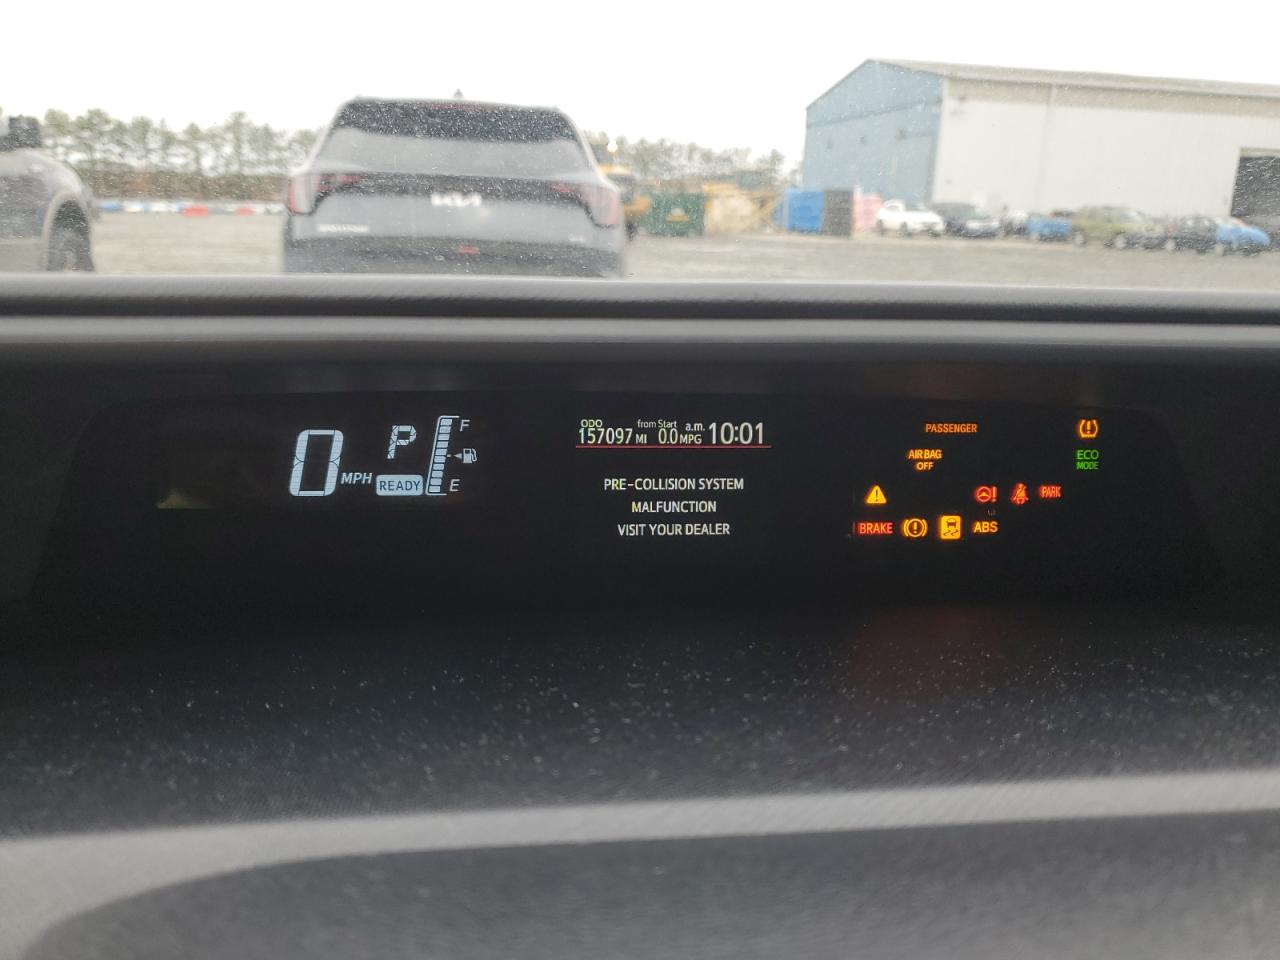 KIA
0 MPH
P
READY
F
E
ODO from Start a.m.
157097 MI 0.0 MPG 10:01
PRE-COLLISION SYSTEM
MALFUNCTION
VISIT YOUR DEALER
PASSENGER
AIR BAG
OFF
ECO
MODE
PARK
BRAKE
ABS